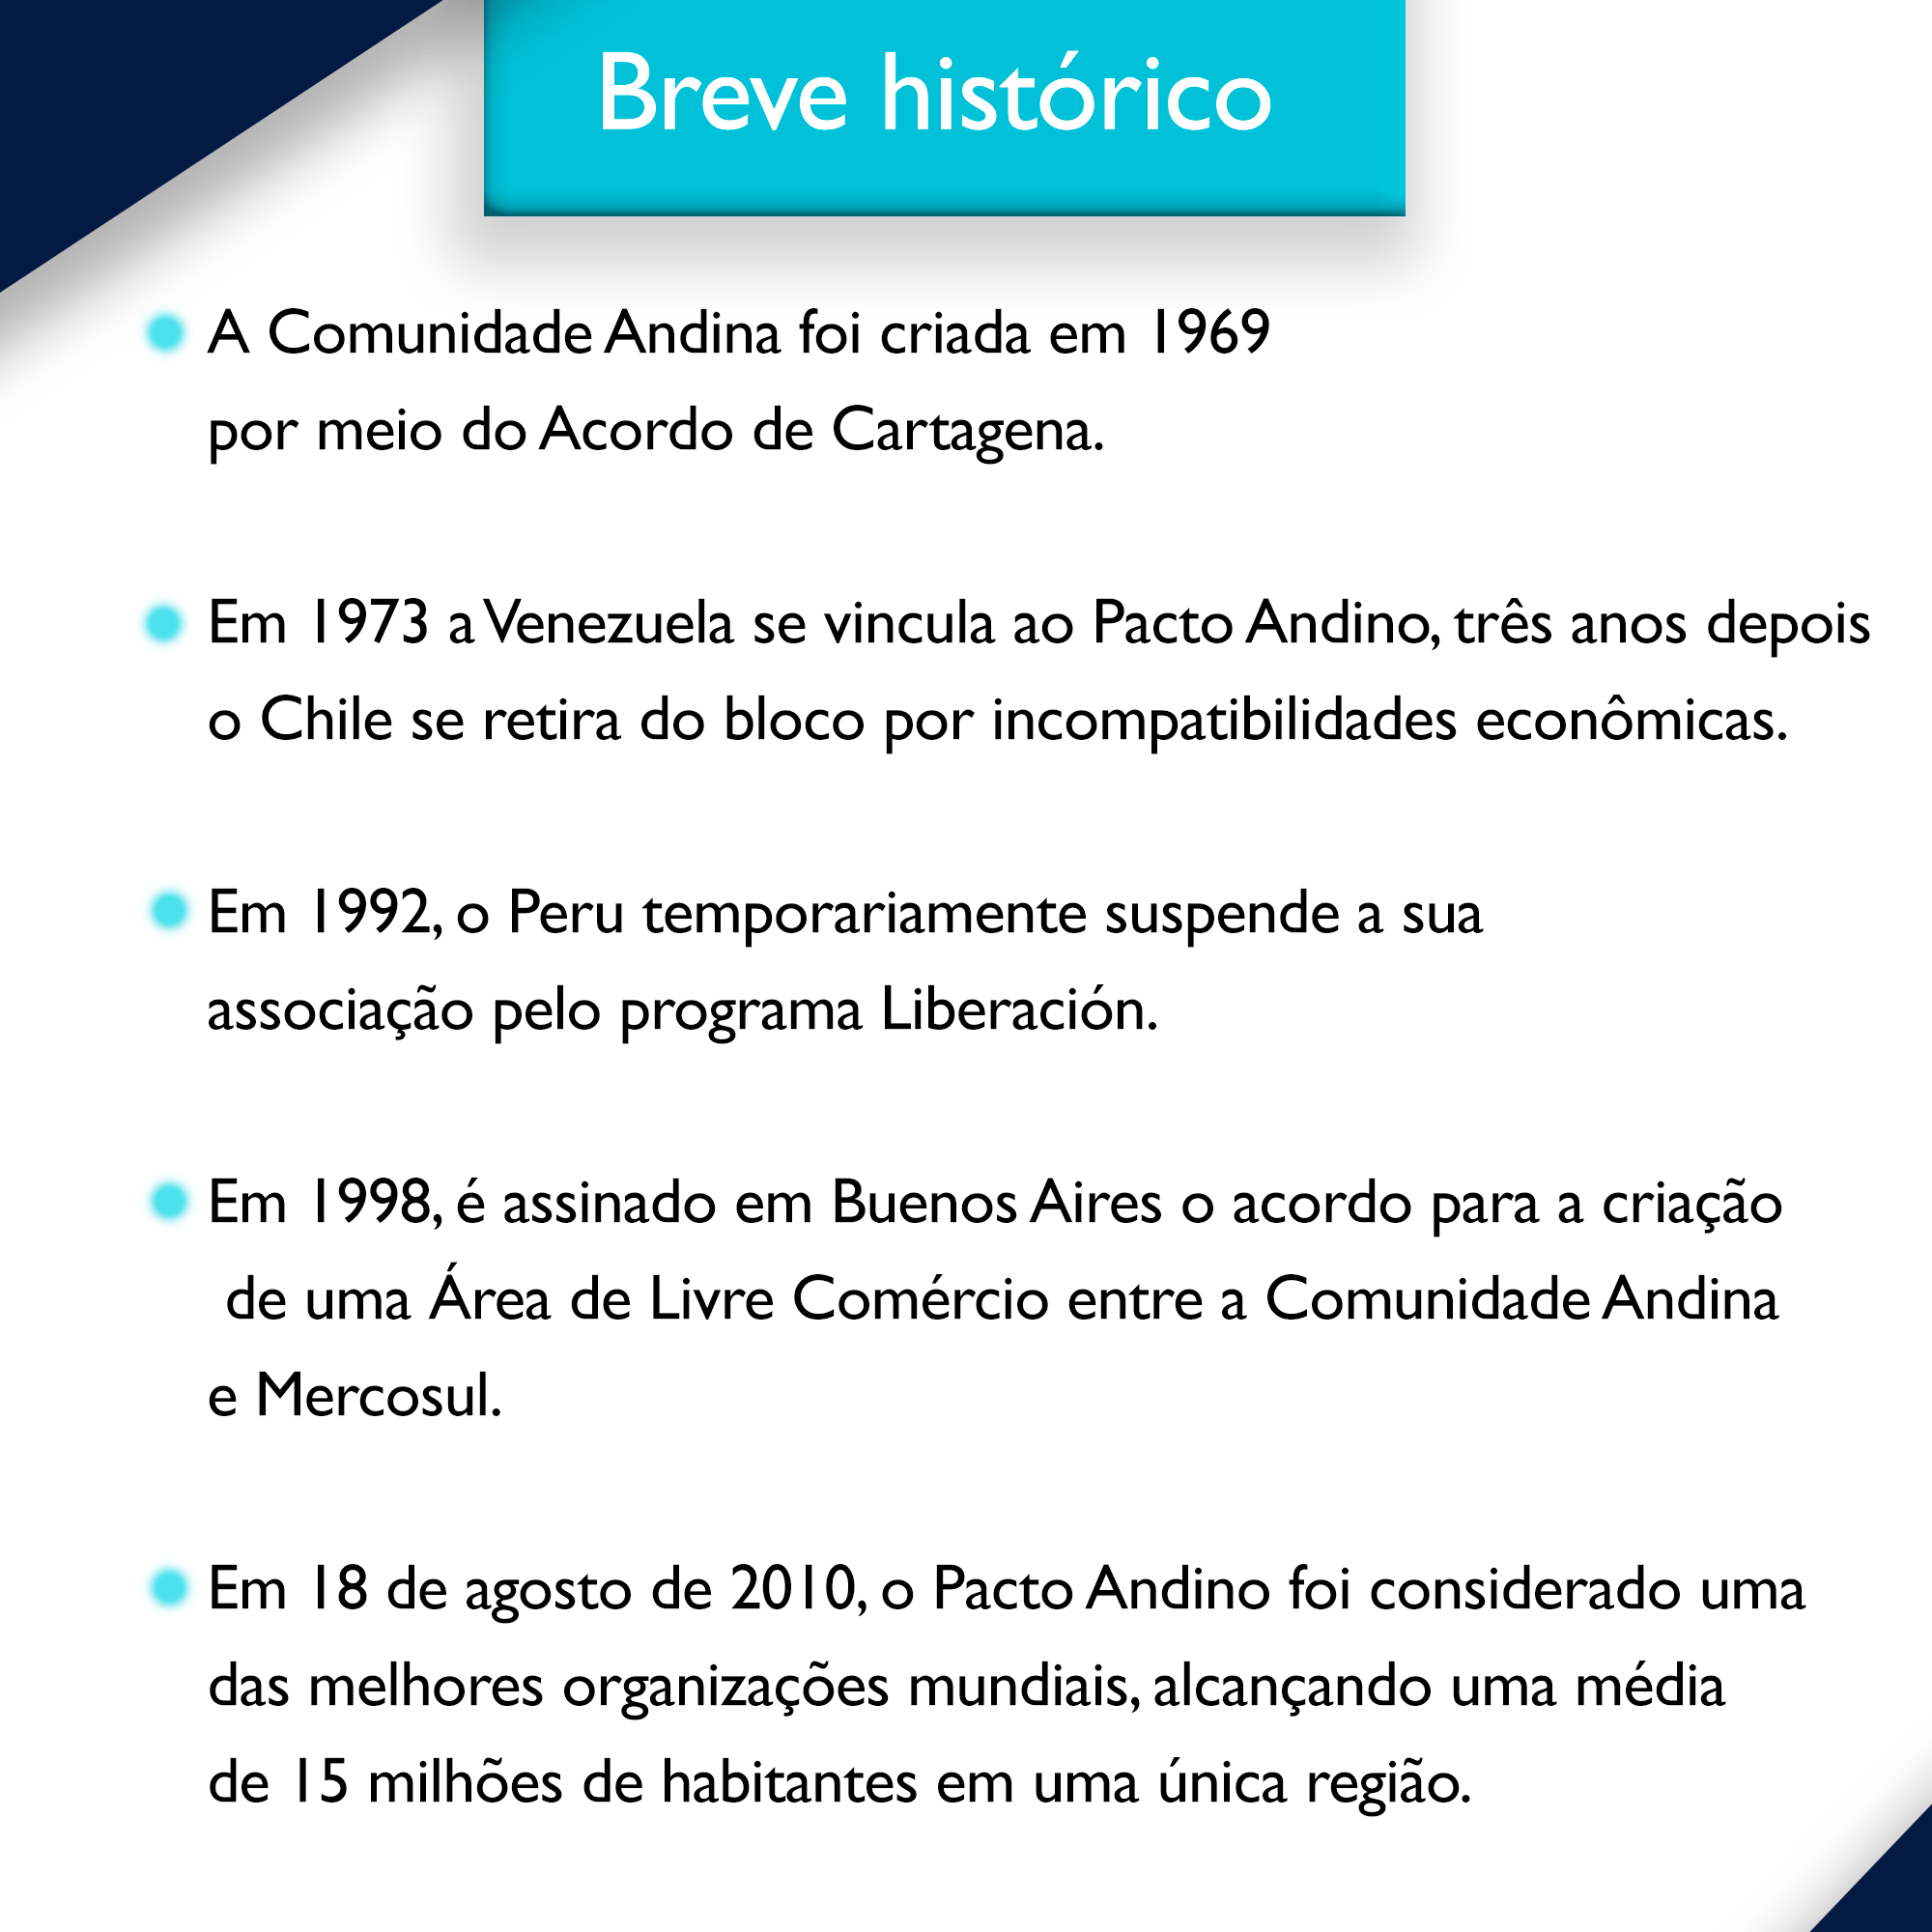 Breve histórico
A Comunidade Andina foi criada em 1969
por meio do Acordo de Cartagena.
Em 1973 a Venezuela se vincula ao Pacto Andino, três anos depois
o Chile se retira do bloco por incompatibilidades econômicas.
Em 1992, o Peru temporariamente suspende a sua
associação pelo programa Liberación.
Em 1998, é assinado em Buenos Aires o acordo para a criação
de uma Área de Livre Comércio entre a Comunidade Andina
e Mercosul.
Em 18 de agosto de 2010, o Pacto Andino foi considerado uma
das melhores organizações mundiais, alcançando uma média
de 15 milhões de habitantes em uma única região.